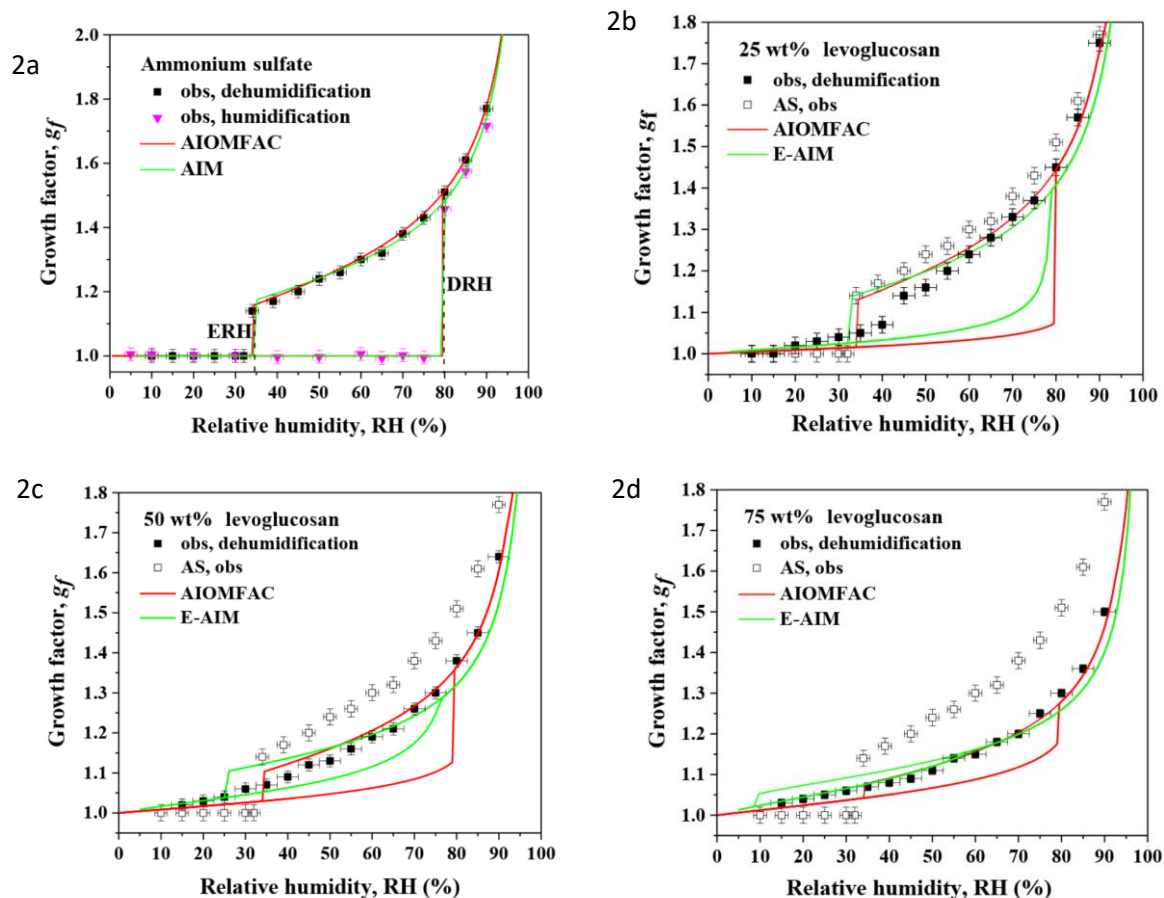 2a
Ammonium sulfate
obs, dehumidification
obs, humidification
AIOMFAC
AIM
ERH
DRH
Growth factor, gf
2.0
1.8
1.6
1.4
1.2
1.0
0 10 20 30 40 50 60 70 80 90 100
Relative humidity, RH (%)
2b
25 wt% levoglucosan
obs, dehumification
AS, obs
AIOMFAC
E-AIM
Growth factor, gf
1.8
1.7
1.6
1.5
1.4
1.3
1.2
1.1
1.0
0 10 20 30 40 50 60 70 80 90 100
Relative humidity, RH (%)
2c
50 wt% levoglucosan
obs, dehumidification
AS, obs
AIOMFAC
E-AIM
Growth factor, gf
1.8
1.7
1.6
1.5
1.4
1.3
1.2
1.1
1.0
0 10 20 30 40 50 60 70 80 90 100
Relative humidity, RH (%)
2d
75 wt% levoglucosan
obs, dehumidification
AS, obs
AIOMFAC
E-AIM
Growth factor, gf
1.8
1.7
1.6
1.5
1.4
1.3
1.2
1.1
1.0
0 10 20 30 40 50 60 70 80 90 100
Relative humidity, RH (%)